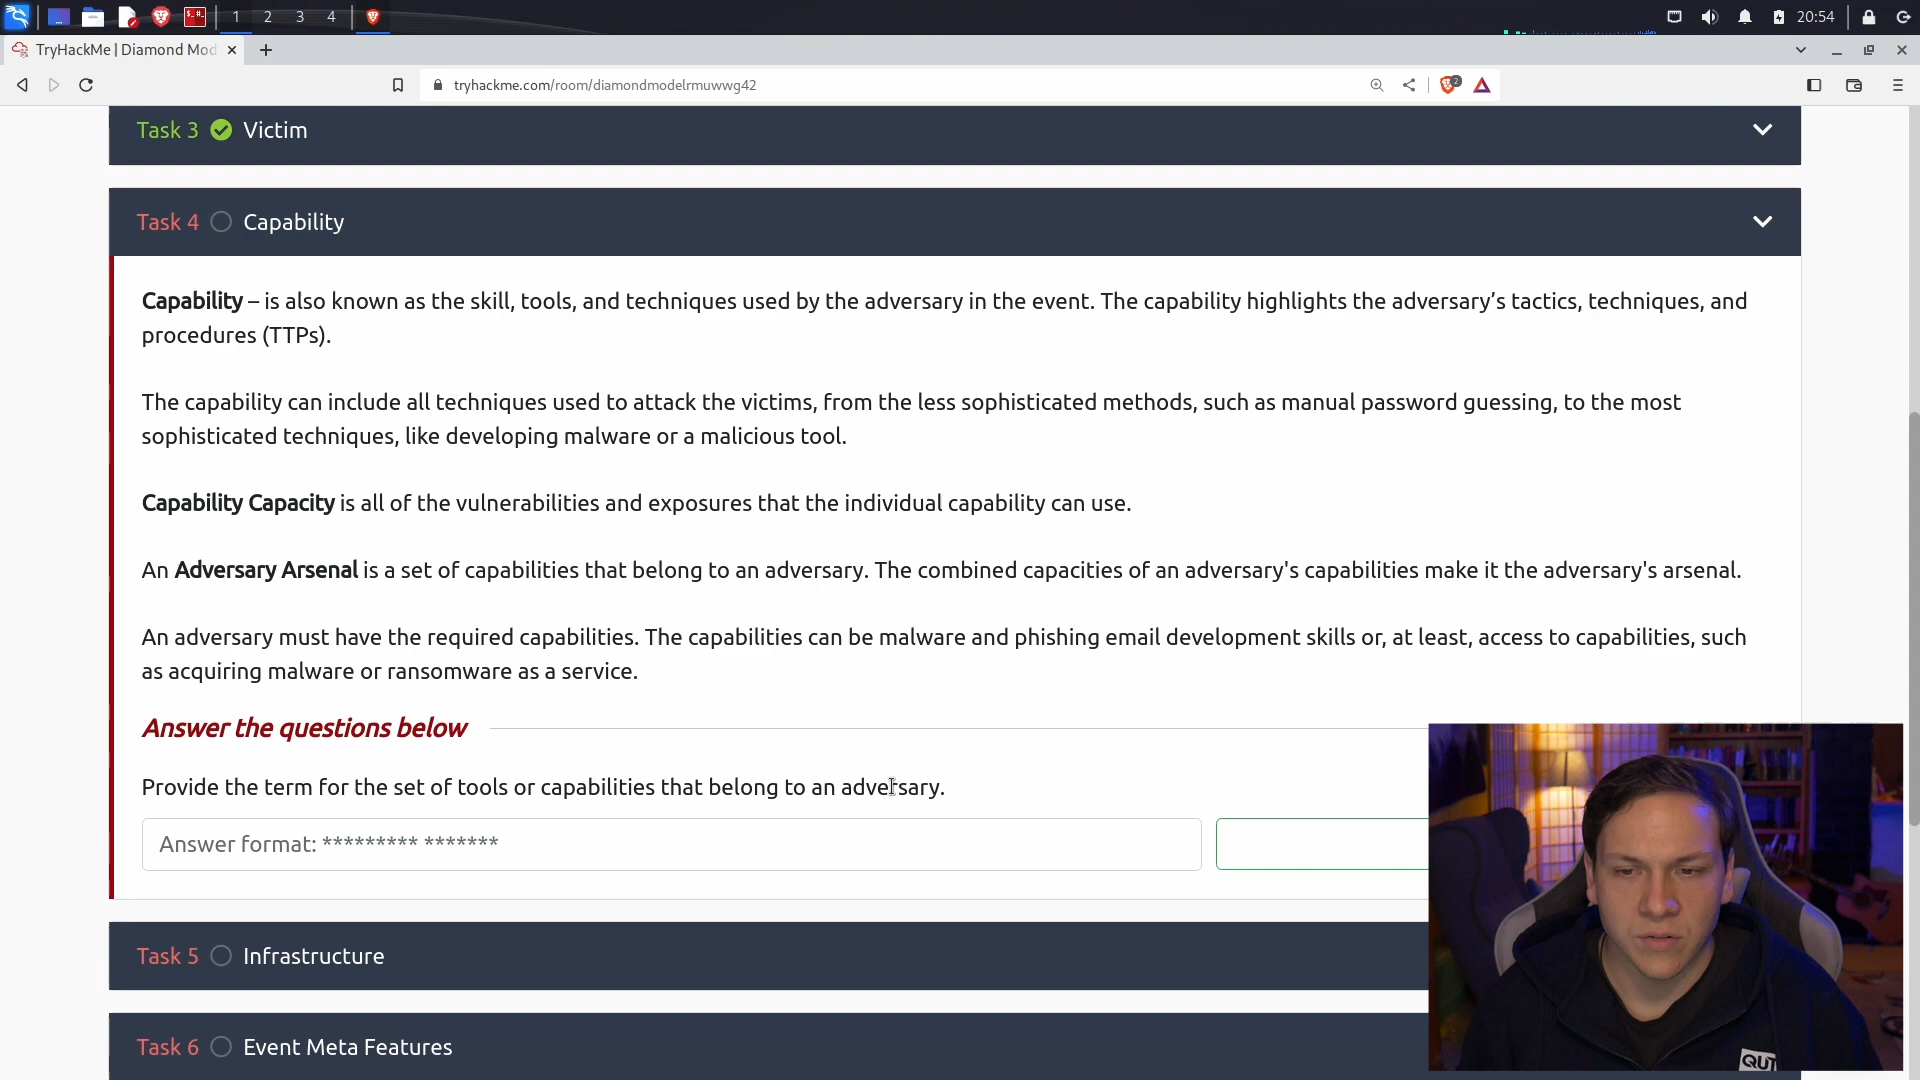 1 2 3 4
20:54
TryHackMe | Diamond Mod
tryhackme.com/room/diamondmodelrmuwwg42
2
Task 3 Victim
Task 4 Capability
Capability – is also known as the skill, tools, and techniques used by the adversary in the event. The capability highlights the adversary’s tactics, techniques, and
procedures (TTPs).
The capability can include all techniques used to attack the victims, from the less sophisticated methods, such as manual password guessing, to the most
sophisticated techniques, like developing malware or a malicious tool.
Capability Capacity is all of the vulnerabilities and exposures that the individual capability can use.
An Adversary Arsenal is a set of capabilities that belong to an adversary. The combined capacities of an adversary's capabilities make it the adversary's arsenal.
An adversary must have the required capabilities. The capabilities can be malware and phishing email development skills or, at least, access to capabilities, such
as acquiring malware or ransomware as a service.
Answer the questions below
Provide the term for the set of tools or capabilities that belong to an adversary.
Answer format: ********* *******
Task 5 Infrastructure
Task 6 Event Meta Features
QUT